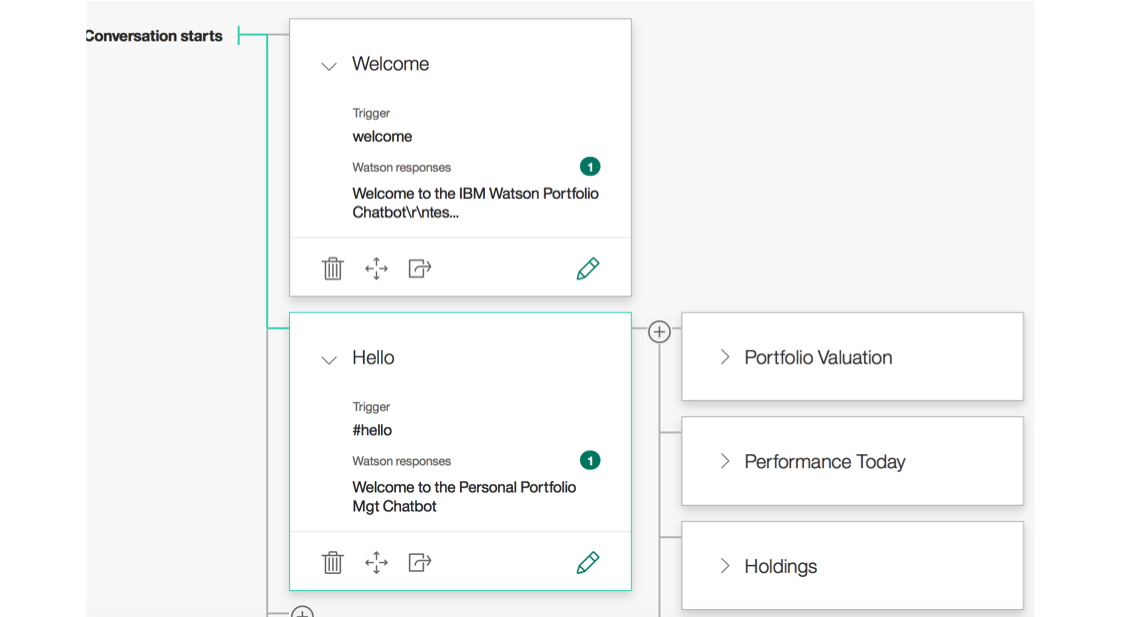 Conversation starts
Welcome
Trigger
welcome
Watson responses
1
Welcome to the IBM Watson Portfolio
Chatbot\r\ntes...
Hello
Trigger
#hello
Watson responses
1
Welcome to the Personal Portfolio
Mgt Chatbot
Portfolio Valuation
Performance Today
Holdings